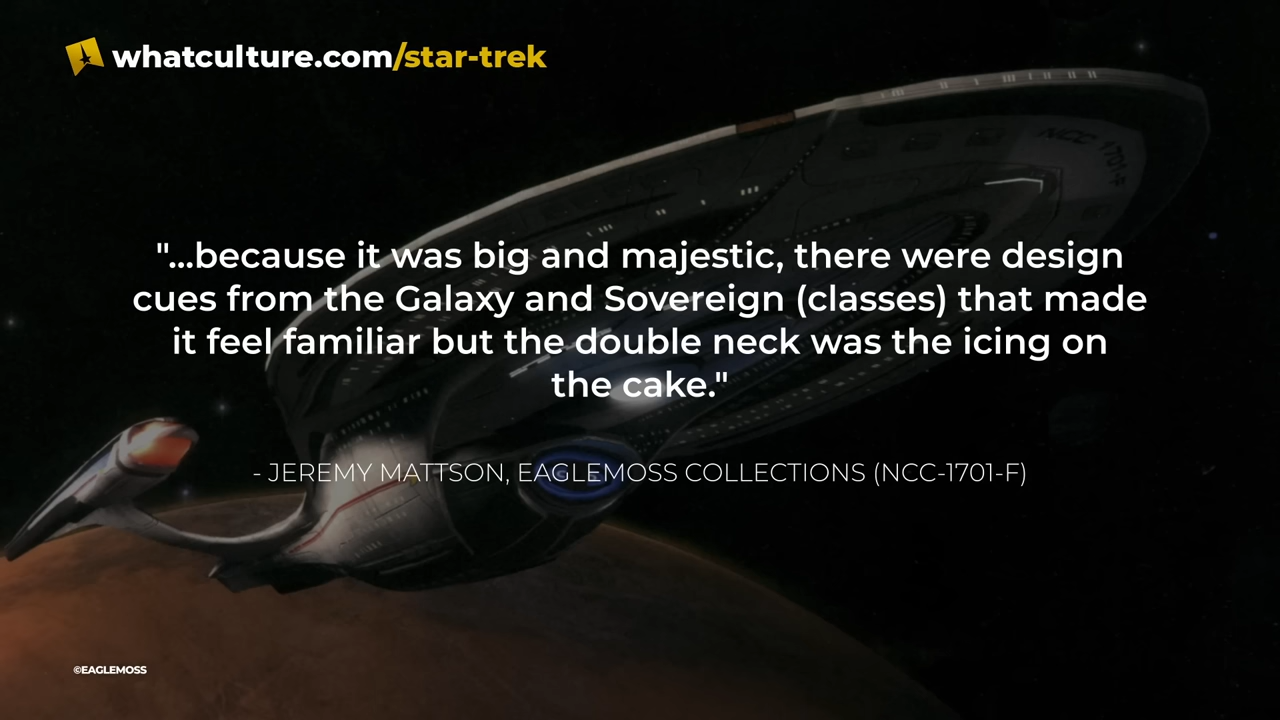 whatculture.com/star-trek
NCC 1701-F
"...because it was big and majestic, there were design
cues from the Galaxy and Sovereign (classes) that made
it feel familiar but the double neck was the icing on
the cake."
- JEREMY MATTSON, EAGLEMOSS COLLECTIONS (NCC-1701-F)
©EAGLEMOSS